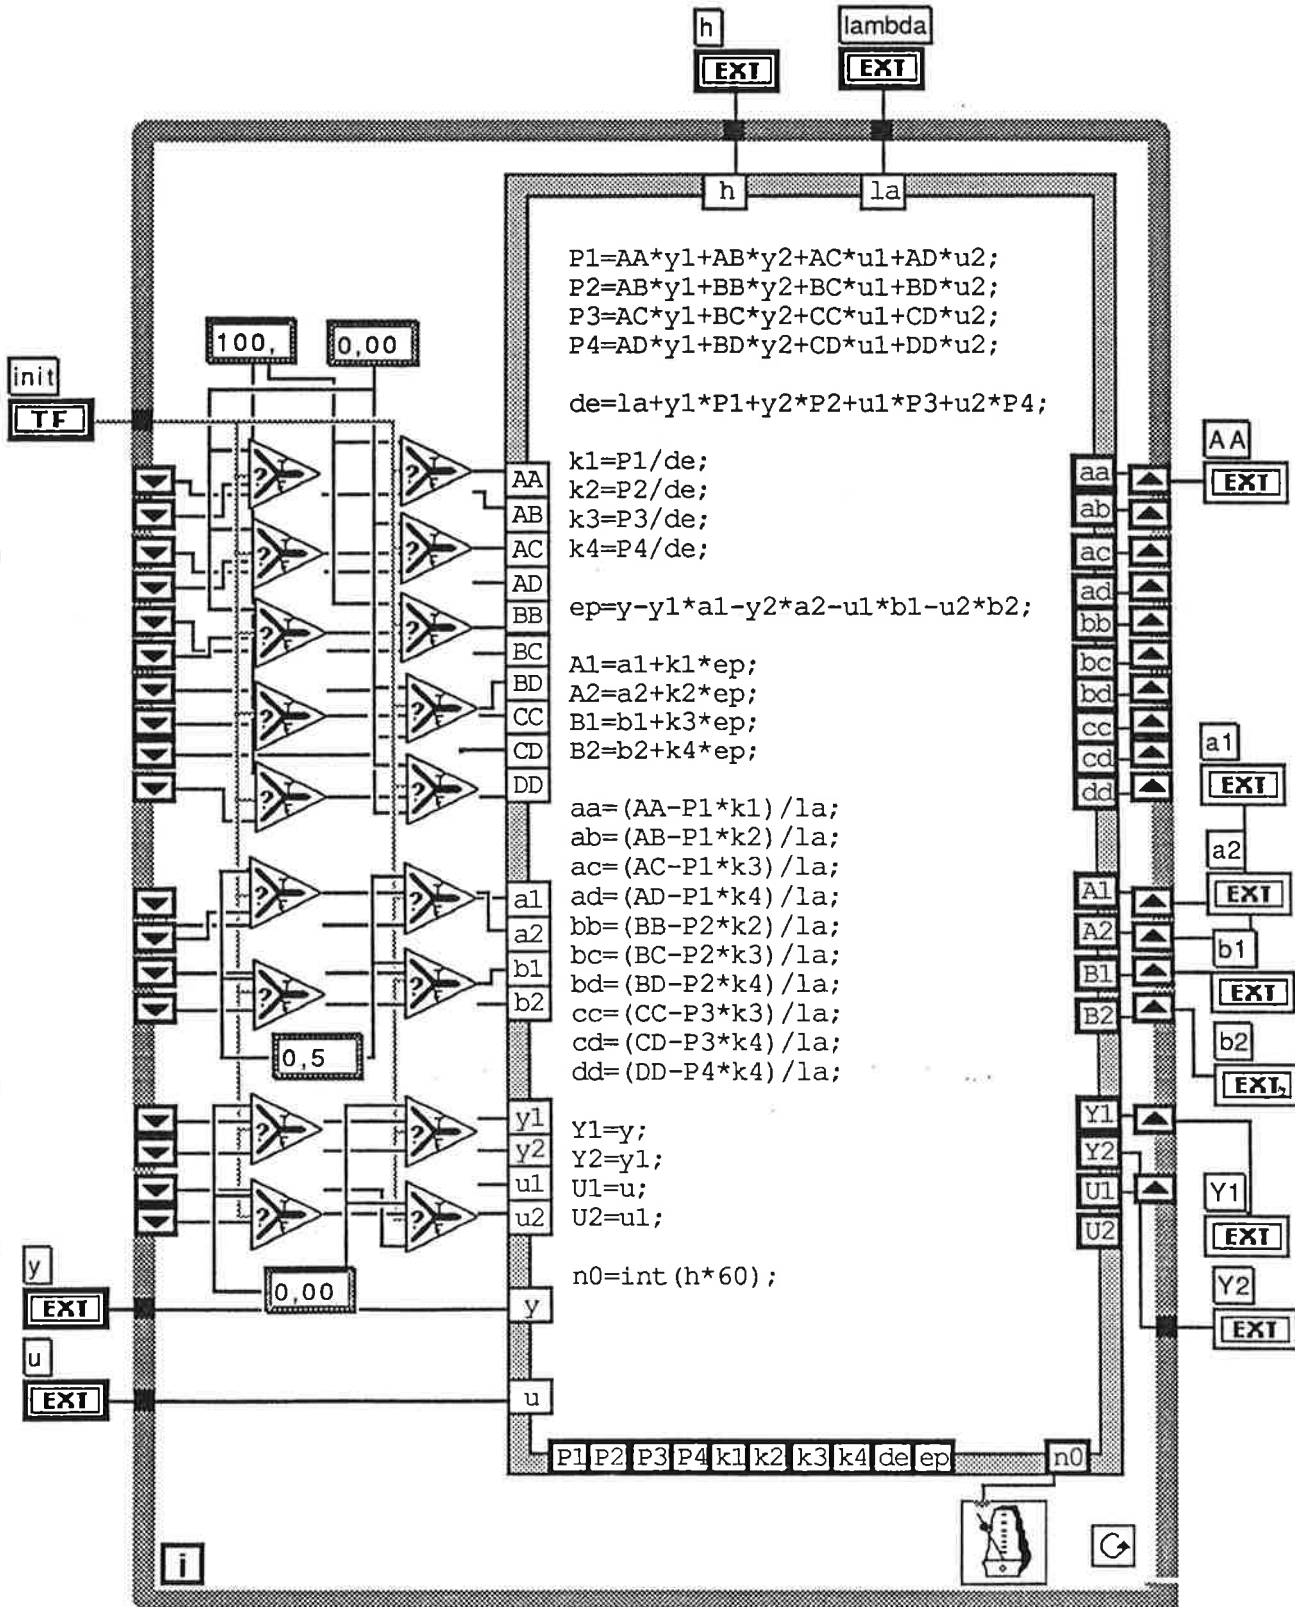 h
lambda
EXT
EXT
h
la
P1=AA*y1+AB*y2+AC*u1+AD*u2;
P2=AB*y1+BB*y2+BC*u1+BD*u2;
P3=AC*y1+BC*y2+CC*u1+CD*u2;
P4=AD*y1+BD*y2+CD*u1+DD*u2;
de=la+y1*P1+y2*P2+u1*P3+u2*P4;
k1=P1/de;
k2=P2/de;
k3=P3/de;
k4=P4/de;
ep=y-y1*a1-y2*a2-u1*b1-u2*b2;
A1=a1+k1*ep;
A2=a2+k2*ep;
B1=b1+k3*ep;
B2=b2+k4*ep;
aa=(AA-P1*k1)/la;
ab=(AB-P1*k2)/la;
ac=(AC-P1*k3)/la;
ad=(AD-P1*k4)/la;
bb=(BB-P2*k2)/la;
bc=(BC-P2*k3)/la;
bd=(BD-P2*k4)/la;
cc=(CC-P3*k3)/la;
cd=(CD-P3*k4)/la;
dd=(DD-P4*k4)/la;
Y1=y;
Y2=y1;
U1=u;
U2=u1;
n0=int(h*60);
100,
0,00
init
TF
? T F
? T F
? T F
? T F
? T F
? T F
? T F
? T F
? T F
? T F
AA
AB
AC
AD
BB
BC
BD
CC
CD
DD
? T F
? T F
? T F
? T F
a1
a2
b1
b2
0,5
? T F
? T F
? T F
? T F
y1
y2
u1
u2
0,00
y
EXT
y
u
EXT
u
aa
ab
ac
ad
bb
bc
bd
cc
cd
dd
A1
A2
B1
B2
Y1
Y2
U1
U2
AA
EXT
a1
EXT
a2
EXT
b1
EXT
b2
EXT
Y1
EXT
Y2
EXT
P1 P2 P3 P4 k1 k2 k3 k4 de ep
n0
i